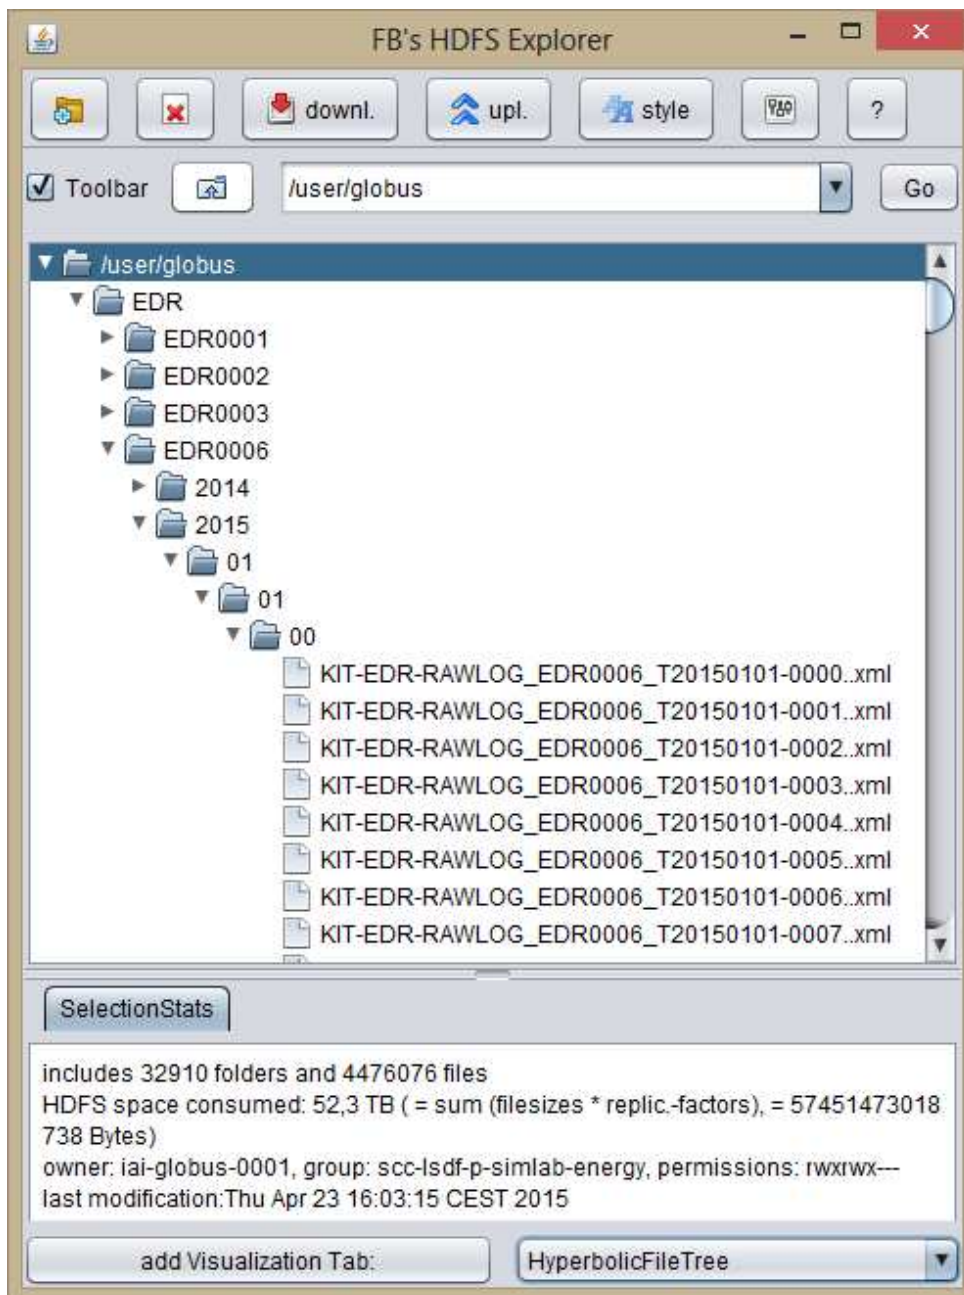 FB's HDFS Explorer
downl. upl. style ?
Toolbar /user/globus Go
/user/globus
EDR
EDR0001
EDR0002
EDR0003
EDR0006
2014
2015
01
01
00
KIT-EDR-RAWLOG_EDR0006_T20150101-0000..xml
KIT-EDR-RAWLOG_EDR0006_T20150101-0001..xml
KIT-EDR-RAWLOG_EDR0006_T20150101-0002..xml
KIT-EDR-RAWLOG_EDR0006_T20150101-0003..xml
KIT-EDR-RAWLOG_EDR0006_T20150101-0004..xml
KIT-EDR-RAWLOG_EDR0006_T20150101-0005..xml
KIT-EDR-RAWLOG_EDR0006_T20150101-0006..xml
KIT-EDR-RAWLOG_EDR0006_T20150101-0007..xml
SelectionStats
includes 32910 folders and 4476076 files
HDFS space consumed: 52,3 TB ( = sum (filesizes * replic.-factors), = 57451473018
738 Bytes)
owner: iai-globus-0001, group: scc-lsdf-p-simlab-energy, permissions: rwxrwx---
last modification:Thu Apr 23 16:03:15 CEST 2015
add Visualization Tab: HyperbolicFileTree